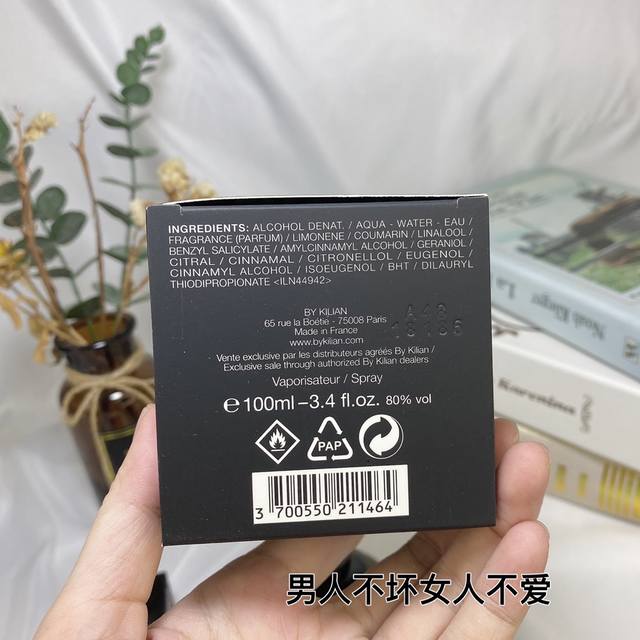 INGREDIENTS: ALCOHOL DENAT. / AQUA - WATER - EAU /
FRAGRANCE (PARFUM) / LIMONENE / COUMARIN / LINALOOL /
BENZYL SALICYLATE / AMYLCINNAMYL ALCOHOL / GERANIOL /
CITRAL / CINNAMAL / CITRONELLOL / EUGENOL /
CINNAMYL ALCOHOL / ISOEUGENOL / BHT / DILAURYL
THIODIPROPIONATE <ILN44942>
BY KILIAN
65 rue la Boëtie - 75008 Paris
Made in France
www.bykilian.com
Vente exclusive par les distributeurs agréés By Kilian /
Exclusive sale through authorized By Kilian dealers
Vaporisateur / Spray
℮ 100ml – 3.4 fl.oz. 80% vol
PAP
3 700550 211464
A48
Karenina
男人不坏女人不爱